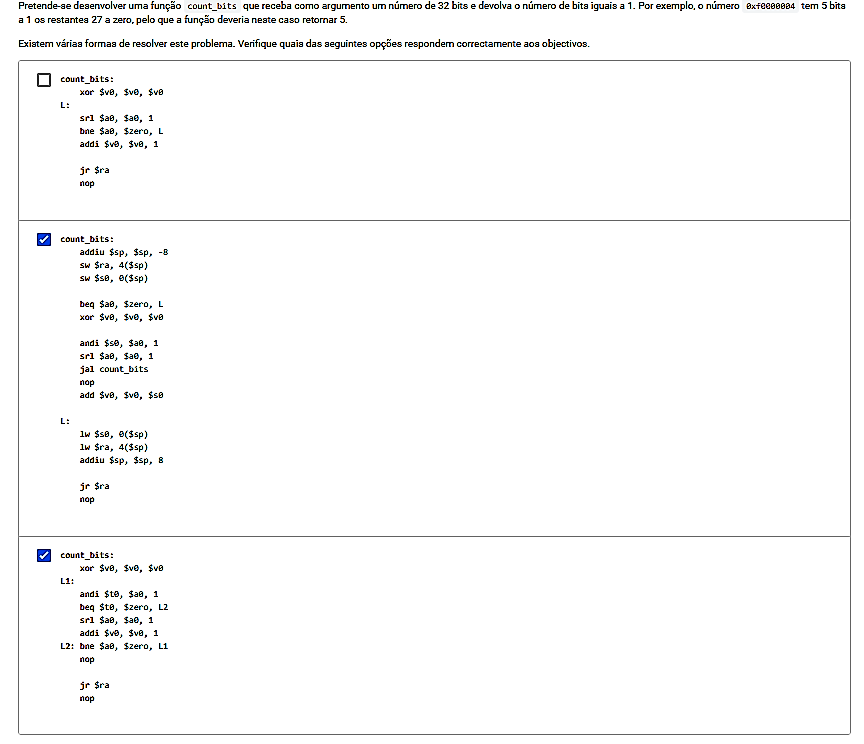 Pretende-se desenvolver uma função count_bits que receba como argumento um número de 32 bits e devolva o número de bits iguais a 1. Por exemplo, o número 0xf0000004 tem 5 bits
a 1 os restantes 27 a zero, pelo que a função deveria neste caso retornar 5.
Existem várias formas de resolver este problema. Verifique quais das seguintes opções respondem correctamente aos objectivos.
count_bits:
xor $v0, $v0, $v0
L:
srl $a0, $a0, 1
bne $a0, $zero, L
addi $v0, $v0, 1
jr $ra
nop
count_bits:
addiu $sp, $sp, -8
sw $ra, 4($sp)
sw $s0, 0($sp)
beq $a0, $zero, L
xor $v0, $v0, $v0
andi $s0, $a0, 1
srl $a0, $a0, 1
jal count_bits
nop
add $v0, $v0, $s0
L:
lw $s0, 0($sp)
lw $ra, 4($sp)
addiu $sp, $sp, 8
jr $ra
nop
count_bits:
xor $v0, $v0, $v0
L1:
andi $t0, $a0, 1
beq $t0, $zero, L2
srl $a0, $a0, 1
addi $v0, $v0, 1
L2: bne $a0, $zero, L1
nop
jr $ra
nop